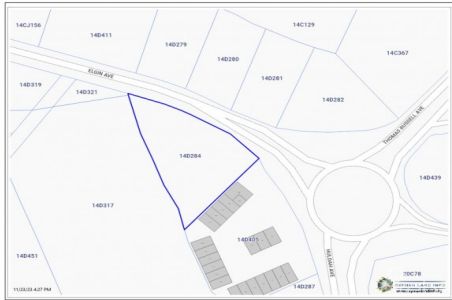 14CJ156
14D411
14D279
14C129
14D280
14C367
ELGIN AVE
14D281
14D319
14D321
14D282
THOMAS RUSSELL AVE
14D284
14D439
14D317
14D401
14D451
14D287
20C78
11/23/23 4:27 PM